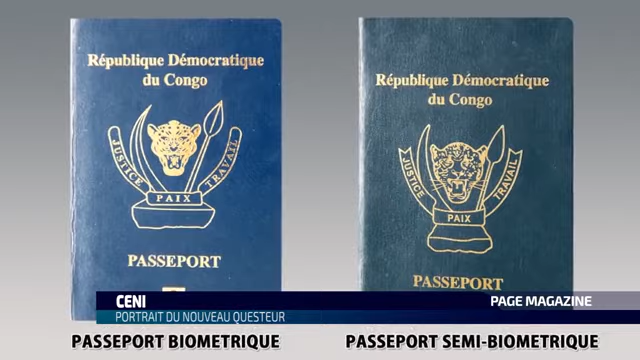 République Démocratique
du Congo
JUSTICE
PAIX
TRAVAIL
PASSEPORT
République Démocratique
du Congo
JUSTICE
PAIX
TRAVAIL
PASSEPORT
CENI
PAGE MAGAZINE
PORTRAIT DU NOUVEAU QUESTEUR
PASSEPORT BIOMETRIQUE
PASSEPORT SEMI-BIOMETRIQUE